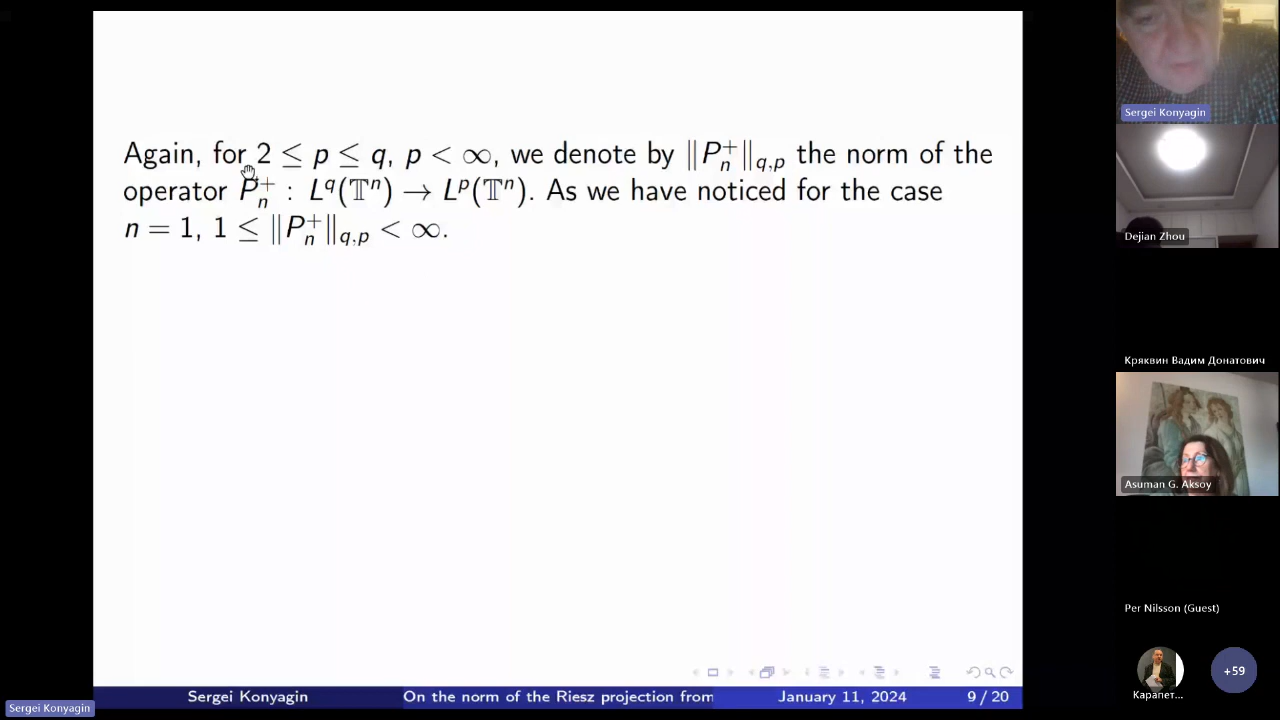 Again, for 2 ≤ p ≤ q, p < ∞, we denote by ‖P_n^+‖_{q,p} the norm of the
operator P_n^+ : L^q(𝕋^n) → L^p(𝕋^n). As we have noticed for the case
n = 1, 1 ≤ ‖P_n^+‖_{q,p} < ∞.
Sergei Konyagin
On the norm of the Riesz projection from
January 11, 2024
9 / 20
Sergei Konyagin
Sergei Konyagin
Dejian Zhou
Кряквин Вадим Донатович
Asuman G. Aksoy
Per Nilsson (Guest)
Карапет...
+59